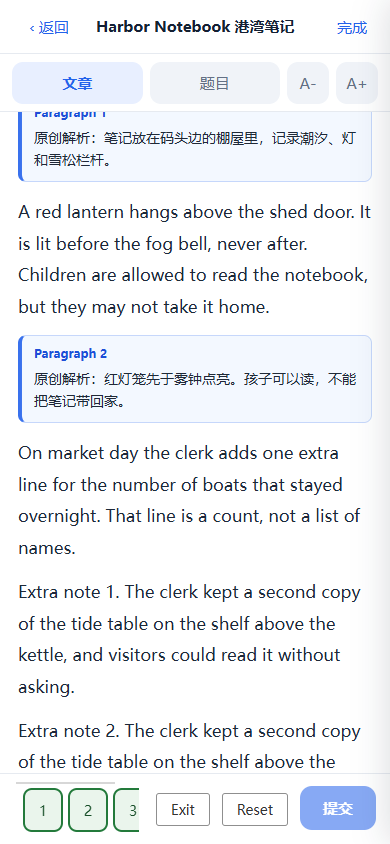 ‹ 返回 Harbor Notebook 港湾笔记 完成
文章 题目 A- A+
Paragraph 1
原创解析：笔记放在码头边的棚屋里，记录潮汐、灯
和雪松栏杆。
A red lantern hangs above the shed door. It
is lit before the fog bell, never after.
Children are allowed to read the notebook,
but they may not take it home.
Paragraph 2
原创解析：红灯笼先于雾钟点亮。孩子可以读，不能
把笔记带回家。
On market day the clerk adds one extra
line for the number of boats that stayed
overnight. That line is a count, not a list of
names.
Extra note 1. The clerk kept a second copy
of the tide table on the shelf above the
kettle, and visitors could read it without
asking.
Extra note 2. The clerk kept a second copy
of the tide table on the shelf above the
1 2 3 Exit Reset 提交